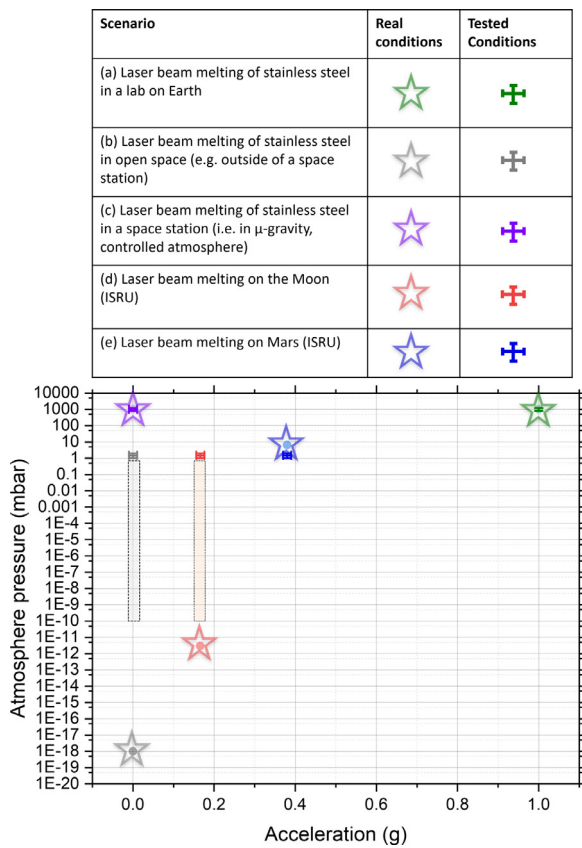 Scenario
Real
conditions
Tested
Conditions
(a) Laser beam melting of stainless steel
in a lab on Earth
(b) Laser beam melting of stainless steel
in open space (e.g. outside of a space
station)
(c) Laser beam melting of stainless steel
in a space station (i.e. in μ-gravity,
controlled atmosphere)
(d) Laser beam melting on the Moon
(ISRU)
(e) Laser beam melting on Mars (ISRU)
Atmosphere pressure (mbar)
10000
1000
100
10
1
0.1
0.01
0.001
1E-4
1E-5
1E-6
1E-7
1E-8
1E-9
1E-10
1E-11
1E-12
1E-13
1E-14
1E-15
1E-16
1E-17
1E-18
1E-19
1E-20
0.0
0.2
0.4
0.6
0.8
1.0
Acceleration (g)